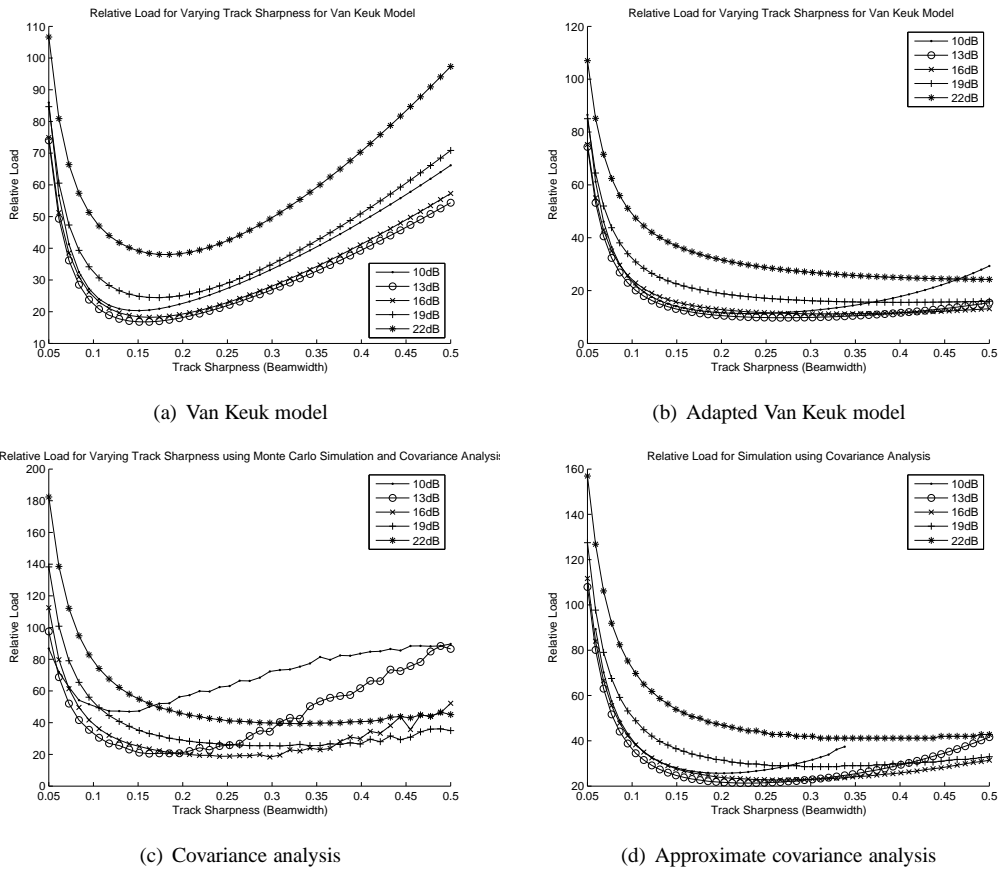 Relative Load for Varying Track Sharpness for Van Keuk Model
110
100
90
80
70
60
50
40
30
20
10
Relative Load
0.05 0.1 0.15 0.2 0.25 0.3 0.35 0.4 0.45 0.5
Track Sharpness (Beamwidth)
10dB
13dB
16dB
19dB
22dB
(a) Van Keuk model
Relative Load for Varying Track Sharpness for Van Keuk Model
120
100
80
60
40
20
0
Relative Load
0.05 0.1 0.15 0.2 0.25 0.3 0.35 0.4 0.45 0.5
Track Sharpness (Beamwidth)
10dB
13dB
16dB
19dB
22dB
(b) Adapted Van Keuk model
Relative Load for Varying Track Sharpness using Monte Carlo Simulation and Covariance Analysis
200
180
160
140
120
100
80
60
40
20
0
Relative Load
0.05 0.1 0.15 0.2 0.25 0.3 0.35 0.4 0.45 0.5
Track Sharpness (Beamwidth)
10dB
13dB
16dB
19dB
22dB
(c) Covariance analysis
Relative Load for Simulation using Covariance Analysis
160
140
120
100
80
60
40
20
Relative Load
0.05 0.1 0.15 0.2 0.25 0.3 0.35 0.4 0.45 0.5
Track Sharpness (Beamwidth)
10dB
13dB
16dB
19dB
22dB
(d) Approximate covariance analysis